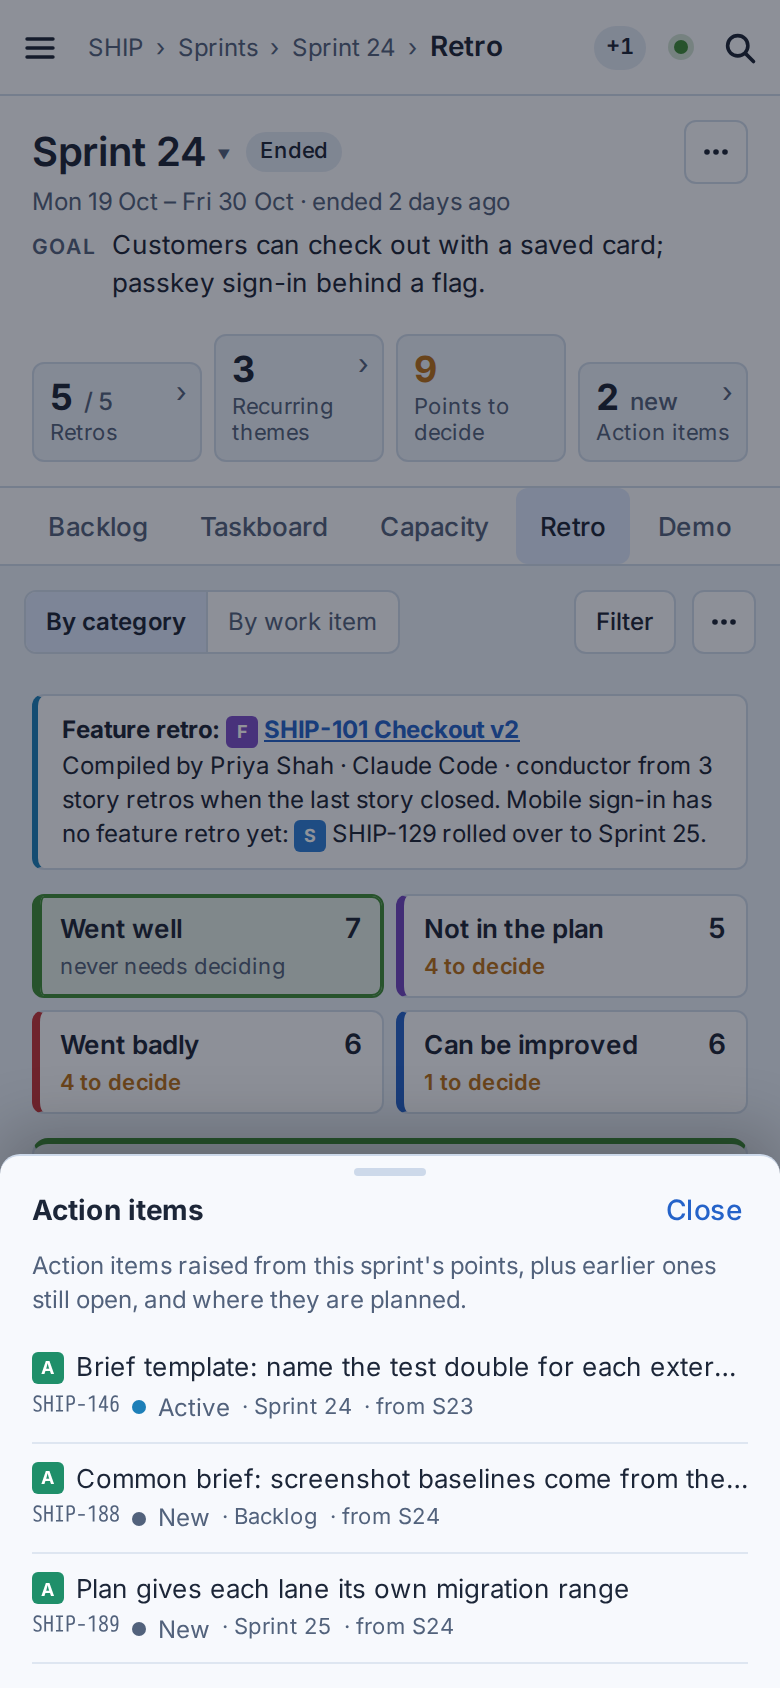 SHIP › Sprints › Sprint 24 › Retro +1
Sprint 24 ▾ Ended •••
Mon 19 Oct – Fri 30 Oct · ended 2 days ago
GOAL Customers can check out with a saved card;
passkey sign-in behind a flag.
5 / 5 ›
Retros
3 ›
Recurring
themes
9
Points to
decide
2 new ›
Action items
Backlog Taskboard Capacity Retro Demo
By category By work item Filter •••
Feature retro: F SHIP-101 Checkout v2
Compiled by Priya Shah · Claude Code · conductor from 3
story retros when the last story closed. Mobile sign-in has
no feature retro yet: S SHIP-129 rolled over to Sprint 25.
Went well 7
never needs deciding
Not in the plan 5
4 to decide
Went badly 6
4 to decide
Can be improved 6
1 to decide
Action items Close
Action items raised from this sprint's points, plus earlier ones
still open, and where they are planned.
A Brief template: name the test double for each exter...
SHIP-146 Active · Sprint 24 · from S23
A Common brief: screenshot baselines come from the...
SHIP-188 New · Backlog · from S24
A Plan gives each lane its own migration range
SHIP-189 New · Sprint 25 · from S24